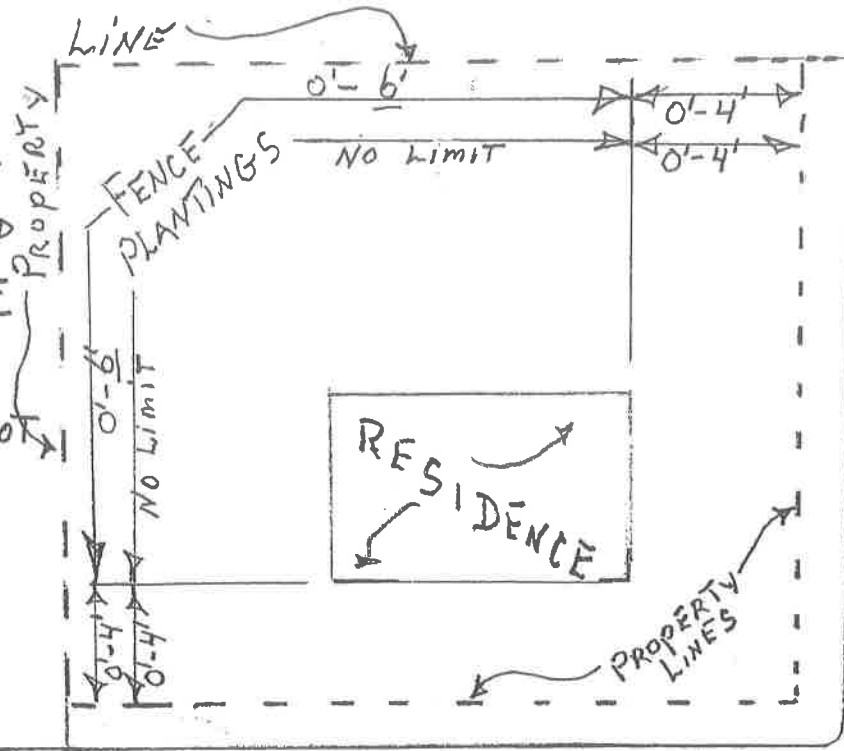 LINE
PROPERTY
0'-6'
0'-4'
FENCE
PLANTINGS
NO LIMIT
0'-4'
0'-6'
NO LIMIT
RESIDENCE
0'-4'
0'-4'
PROPERTY
LINES